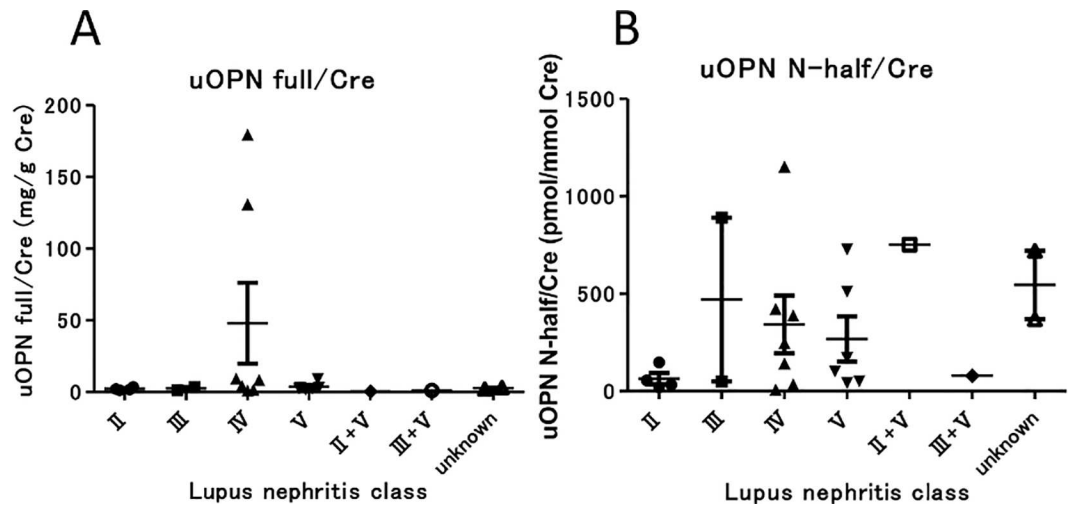 A
uOPN full/Cre
uOPN full/Cre (mg/g Cre)
200
150
100
50
0
Ⅱ
Ⅲ
Ⅳ
Ⅴ
Ⅱ+Ⅴ
Ⅲ+Ⅴ
unknown
Lupus nephritis class
B
uOPN N-half/Cre
uOPN N-half/Cre (pmol/mmol Cre)
1500
1000
500
0
Ⅱ
Ⅲ
Ⅳ
Ⅴ
Ⅱ+Ⅴ
Ⅲ+Ⅴ
unknown
Lupus nephritis class